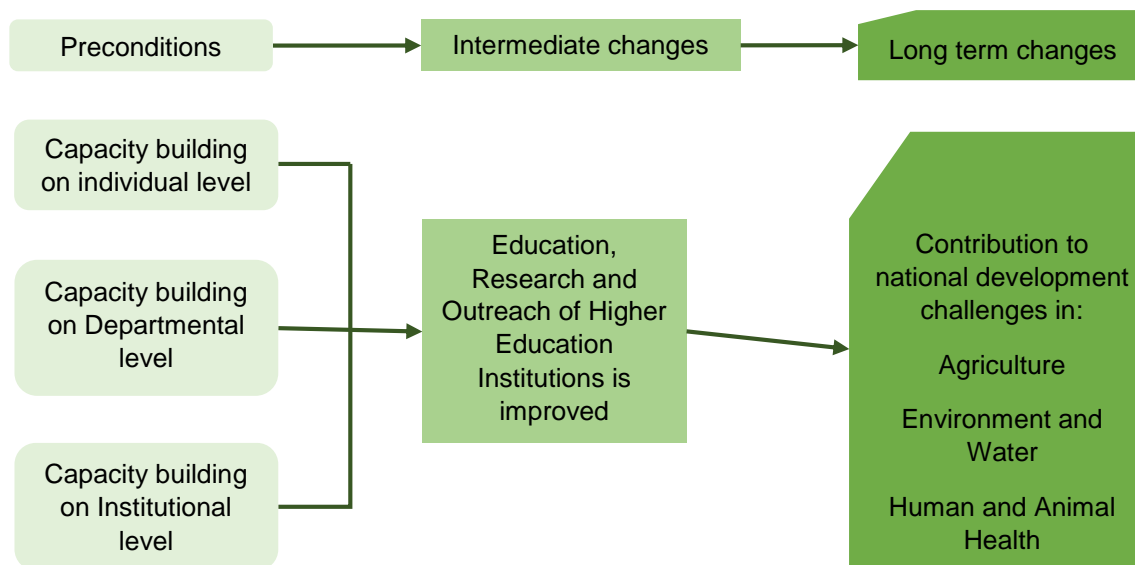 Preconditions
Intermediate changes
Long term changes
Capacity building
on individual level
Capacity building
on Departmental
level
Capacity building
on Institutional
level
Education,
Research and
Outreach of Higher
Education
Institutions is
improved
Contribution to
national development
challenges in:
Agriculture
Environment and
Water
Human and Animal
Health